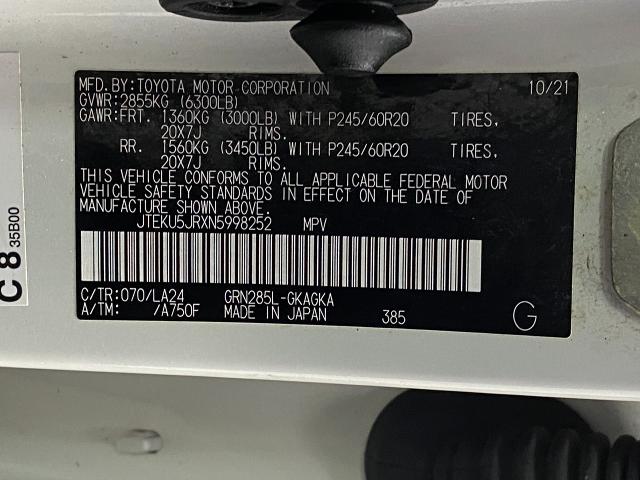 MFD.BY:TOYOTA MOTOR CORPORATION 10/21
GVWR:2855KG (6300LB)
GAWR:FRT. 1360KG (3000LB) WITH P245/60R20 TIRES,
20X7J RIMS.
RR. 1560KG (3450LB) WITH P245/60R20 TIRES,
20X7J RIMS.
THIS VEHICLE CONFORMS TO ALL APPLICABLE FEDERAL MOTOR
VEHICLE SAFETY STANDARDS IN EFFECT ON THE DATE OF
MANUFACTURE SHOWN ABOVE.
JTEKU5JRXN5998252 MPV
C/TR:070/LA24 GRN285L-GKAGKA
A/TM: /A750F MADE IN JAPAN 385 G
C 8 35B00